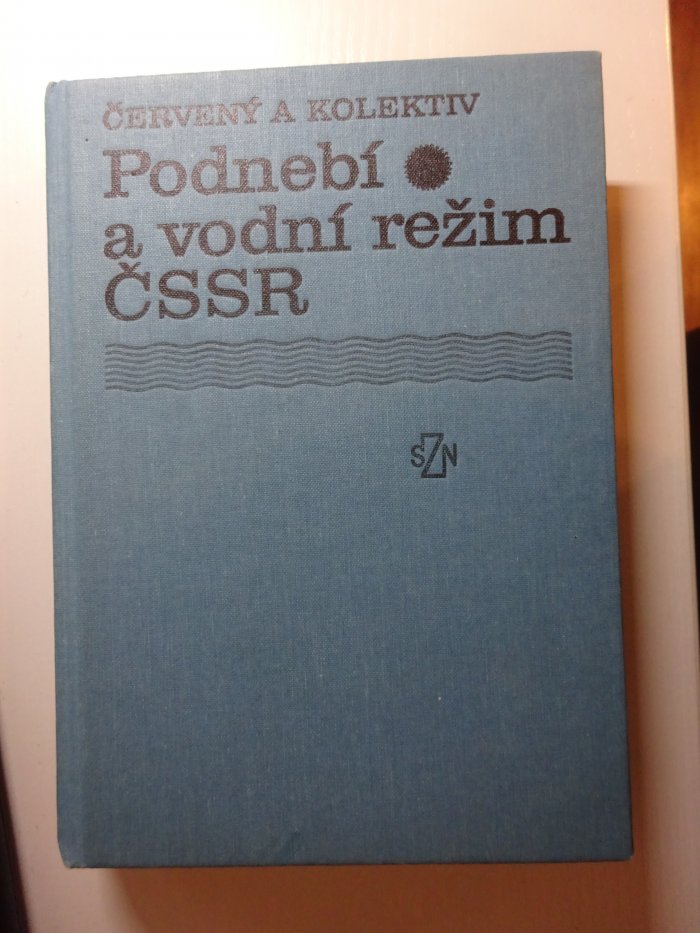 ČERVENÝ A KOLEKTIV
Podnebí
a vodní režim
ČSSR
SZN